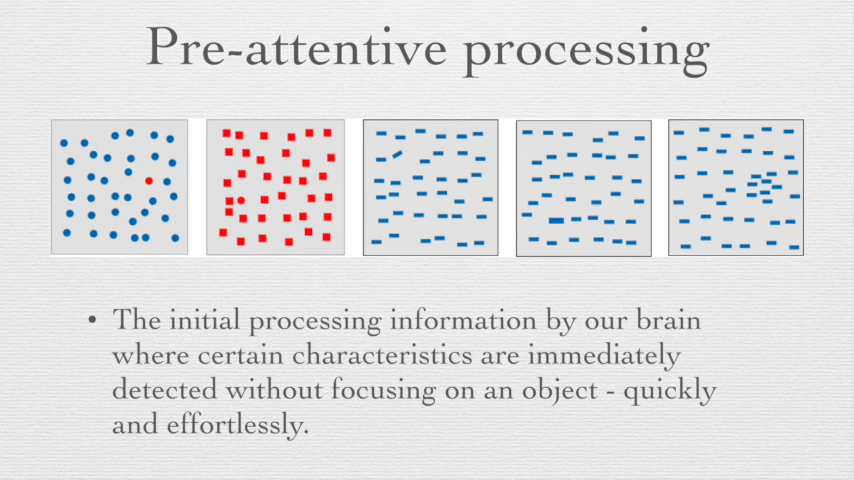 Pre-attentive processing
• The initial processing information by our brain
where certain characteristics are immediately
detected without focusing on an object - quickly
and effortlessly.